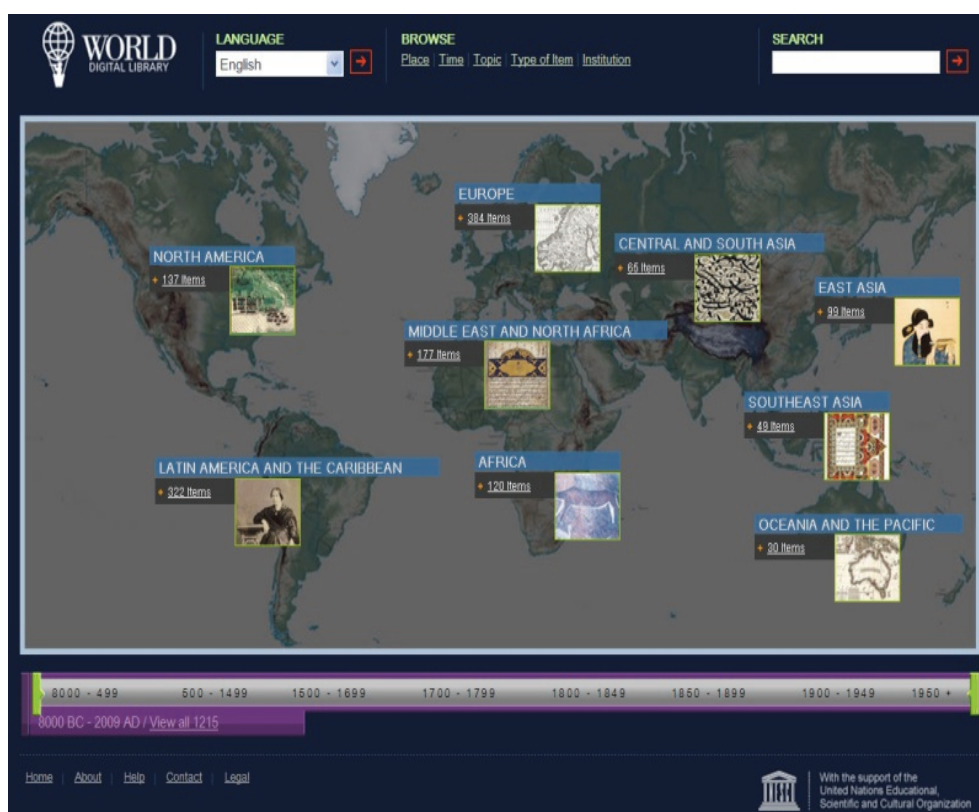 WORLD
DIGITAL LIBRARY
LANGUAGE
English
BROWSE
Place | Time | Topic | Type of Item | Institution
SEARCH
EUROPE
384 Items
NORTH AMERICA
137 Items
CENTRAL AND SOUTH ASIA
65 Items
EAST ASIA
99 Items
MIDDLE EAST AND NORTH AFRICA
177 Items
SOUTHEAST ASIA
49 Items
LATIN AMERICA AND THE CARIBBEAN
322 Items
AFRICA
120 Items
OCEANIA AND THE PACIFIC
30 Items
8000 - 499 500 - 1499 1500 - 1699 1700 - 1799 1800 - 1849 1850 - 1899 1900 - 1949 1950 +
8000 BC - 2009 AD / View all 1215
Home | About | Help | Contact | Legal
With the support of the
United Nations Educational,
Scientific and Cultural Organization